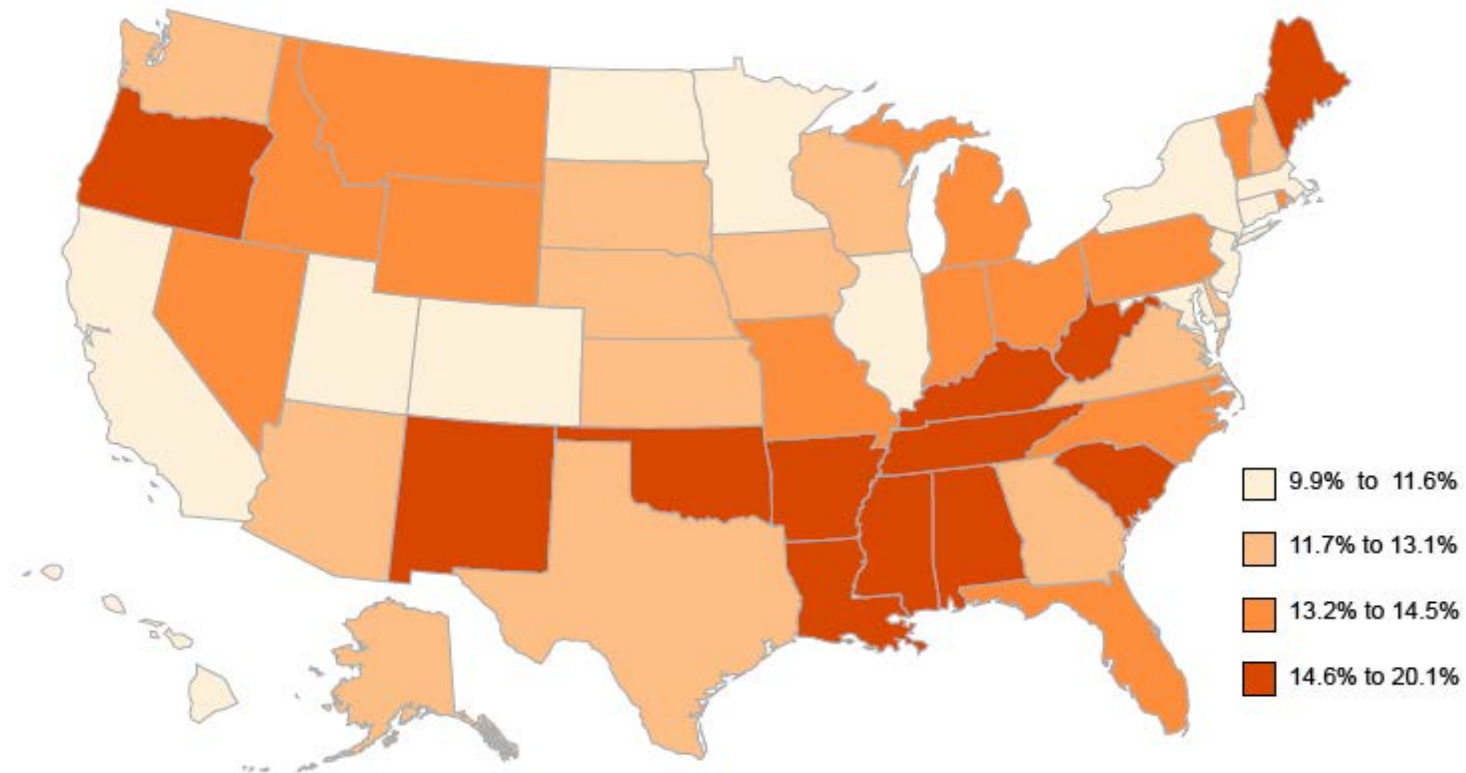 9.9% to 11.6%
11.7% to 13.1%
13.2% to 14.5%
14.6% to 20.1%